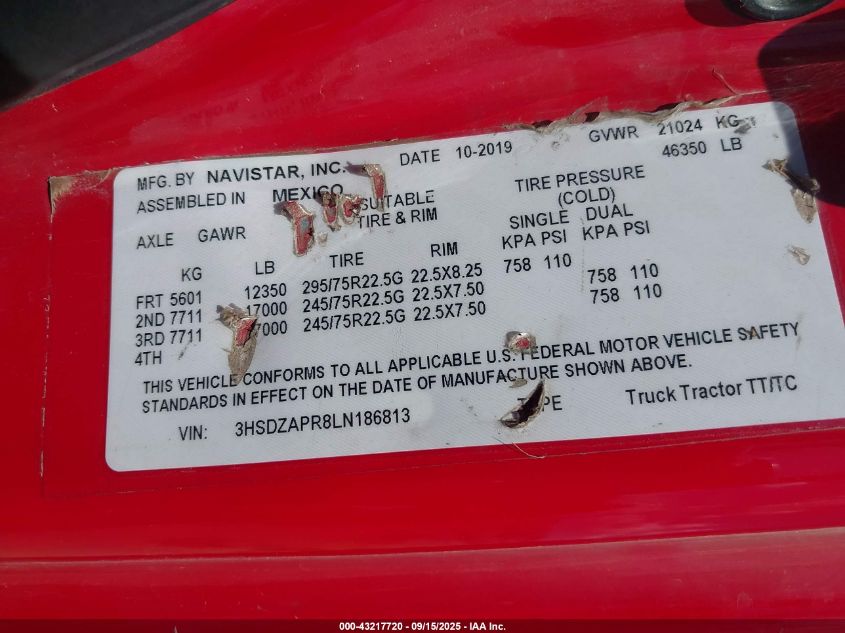 MFG. BY NAVISTAR, INC. DATE 10-2019 GVWR 21024 KG
46350 LB
ASSEMBLED IN MEXICO
SUITABLE TIRE PRESSURE
TIRE & RIM (COLD)
AXLE GAWR SINGLE DUAL
KG LB TIRE RIM KPA PSI KPA PSI
FRT 5601 12350 295/75R22.5G 22.5X8.25 758 110
2ND 7711 17000 245/75R22.5G 22.5X7.50 758 110
3RD 7711 17000 245/75R22.5G 22.5X7.50 758 110
4TH
THIS VEHICLE CONFORMS TO ALL APPLICABLE U.S. FEDERAL MOTOR VEHICLE SAFETY
STANDARDS IN EFFECT ON THE DATE OF MANUFACTURE SHOWN ABOVE.
VIN: 3HSDZAPR8LN186813 TYPE Truck Tractor TT/TC
000-43217720 - 09/15/2025 - IAA Inc.